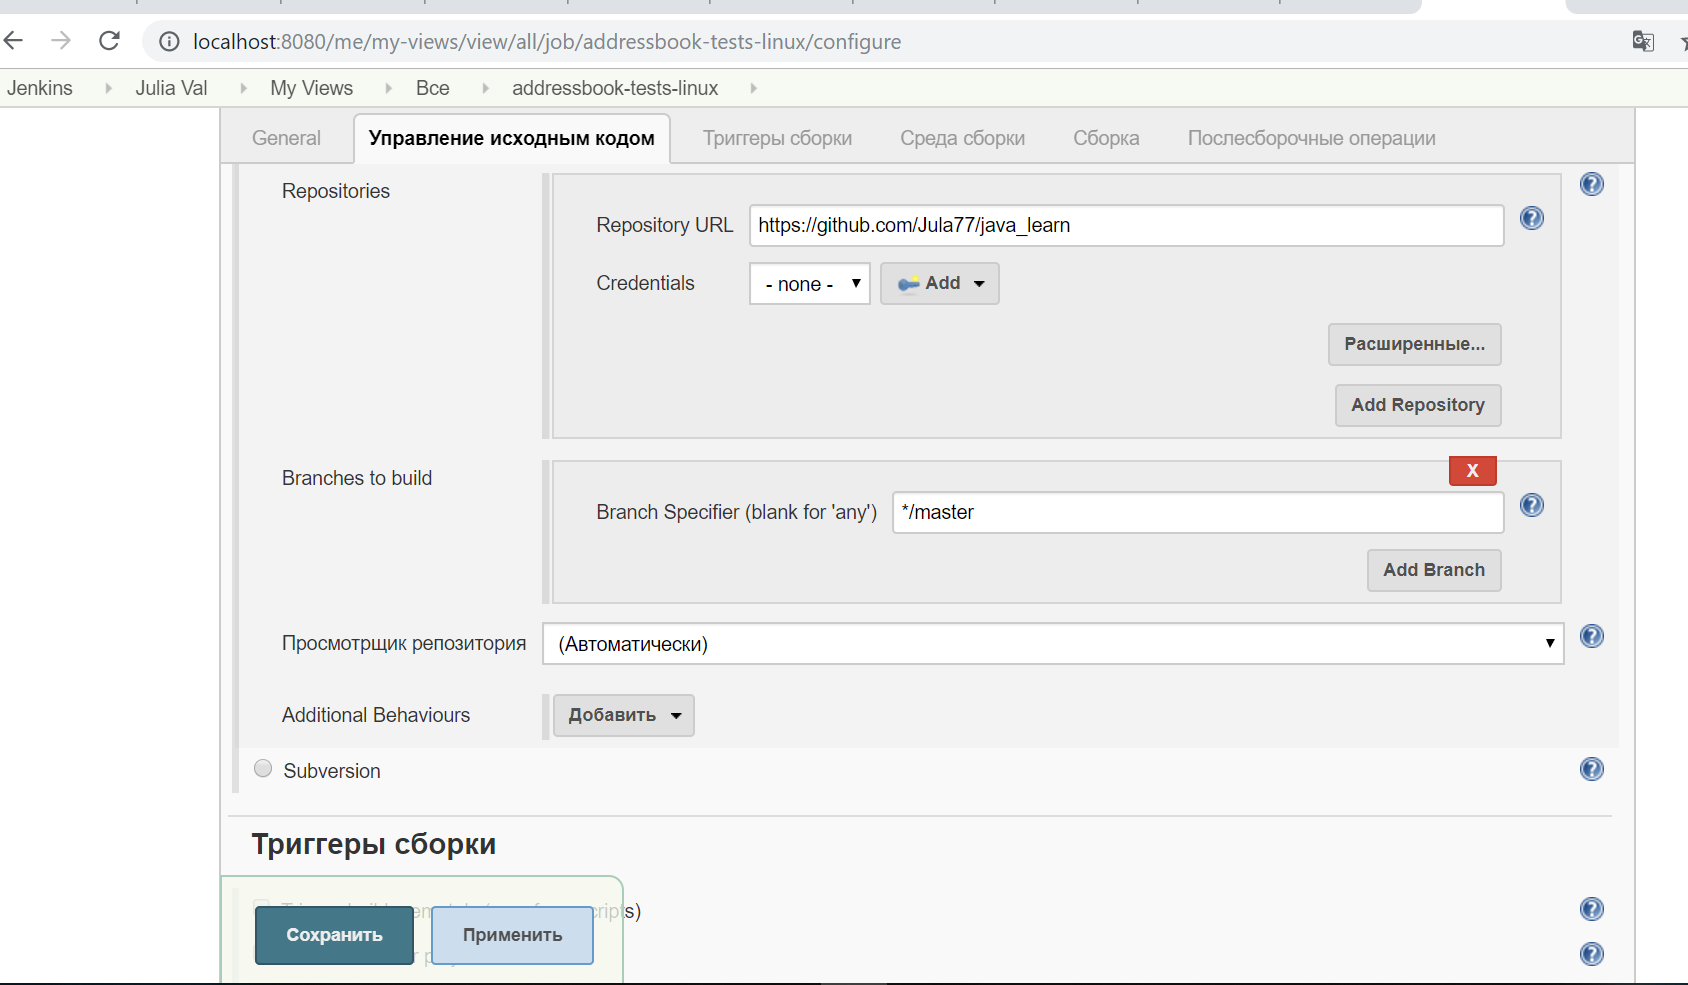 localhost:8080/me/my-views/view/all/job/addressbook-tests-linux/configure
Jenkins Julia Val My Views Все addressbook-tests-linux
General Управление исходным кодом Триггеры сборки Среда сборки Сборка Послесборочные операции
Repositories
Repository URL https://github.com/Jula77/java_learn
Credentials - none - Add
Расширенные...
Add Repository
Branches to build
X
Branch Specifier (blank for 'any') */master
Add Branch
Просмотрщик репозитория (Автоматически)
Additional Behaviours Добавить
Subversion
Триггеры сборки
Сохранить Применить